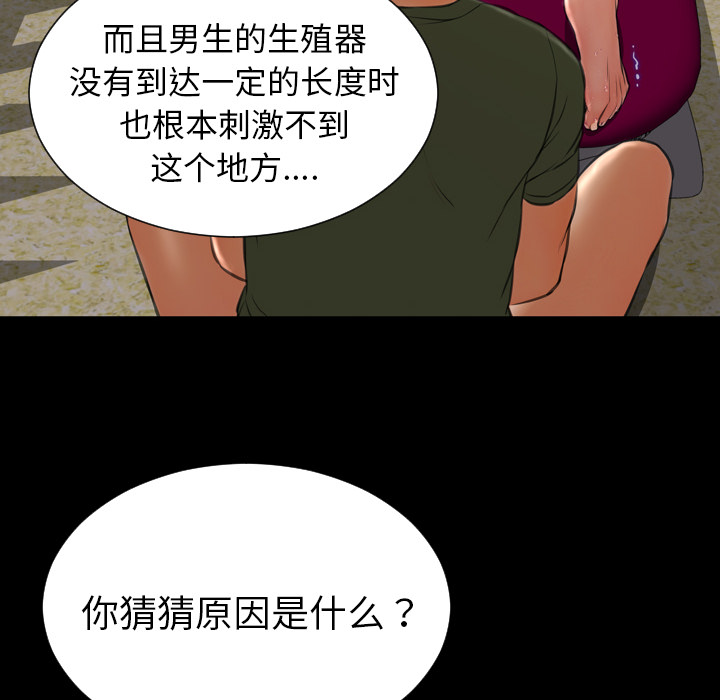 而且男生的生殖器
没有到达一定的长度时
也根本刺激不到
这个地方....
你猜猜原因是什么？